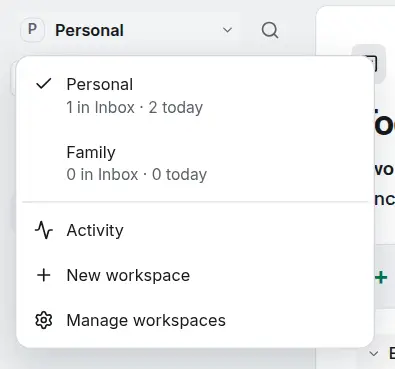 P Personal
Personal
1 in Inbox · 2 today
Family
0 in Inbox · 0 today
Activity
New workspace
Manage workspaces